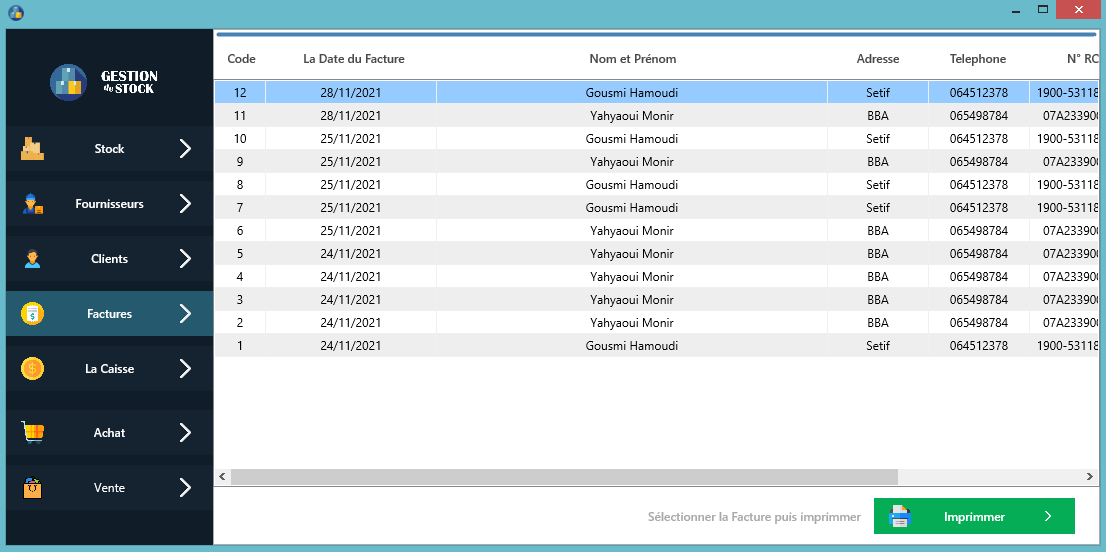 GESTION
du STOCK
Stock
Fournisseurs
Clients
Factures
La Caisse
Achat
Vente
Code La Date du Facture Nom et Prénom Adresse Telephone N° RC
12 28/11/2021 Gousmi Hamoudi Setif 064512378 1900-53118
11 28/11/2021 Yahyaoui Monir BBA 065498784 07A233900
10 25/11/2021 Gousmi Hamoudi Setif 064512378 1900-53118
9 25/11/2021 Yahyaoui Monir BBA 065498784 07A233900
8 25/11/2021 Gousmi Hamoudi Setif 064512378 1900-53118
7 25/11/2021 Gousmi Hamoudi Setif 064512378 1900-53118
6 25/11/2021 Yahyaoui Monir BBA 065498784 07A233900
5 24/11/2021 Yahyaoui Monir BBA 065498784 07A233900
4 24/11/2021 Yahyaoui Monir BBA 065498784 07A233900
3 24/11/2021 Yahyaoui Monir BBA 065498784 07A233900
2 24/11/2021 Yahyaoui Monir BBA 065498784 07A233900
1 24/11/2021 Gousmi Hamoudi Setif 064512378 1900-53118
Sélectionner la Facture puis imprimmer
Imprimmer